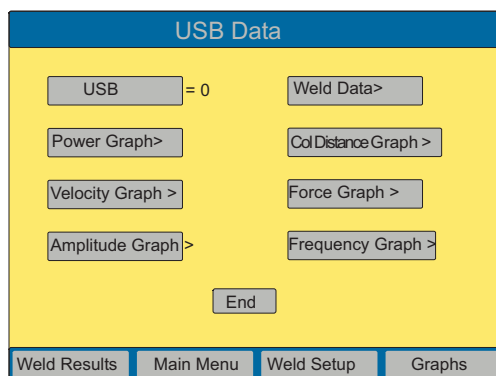 USB Data
USB = 0
Weld Data>
Power Graph>
Col Distance Graph >
Velocity Graph >
Force Graph >
Amplitude Graph >
Frequency Graph >
End
Weld Results
Main Menu
Weld Setup
Graphs